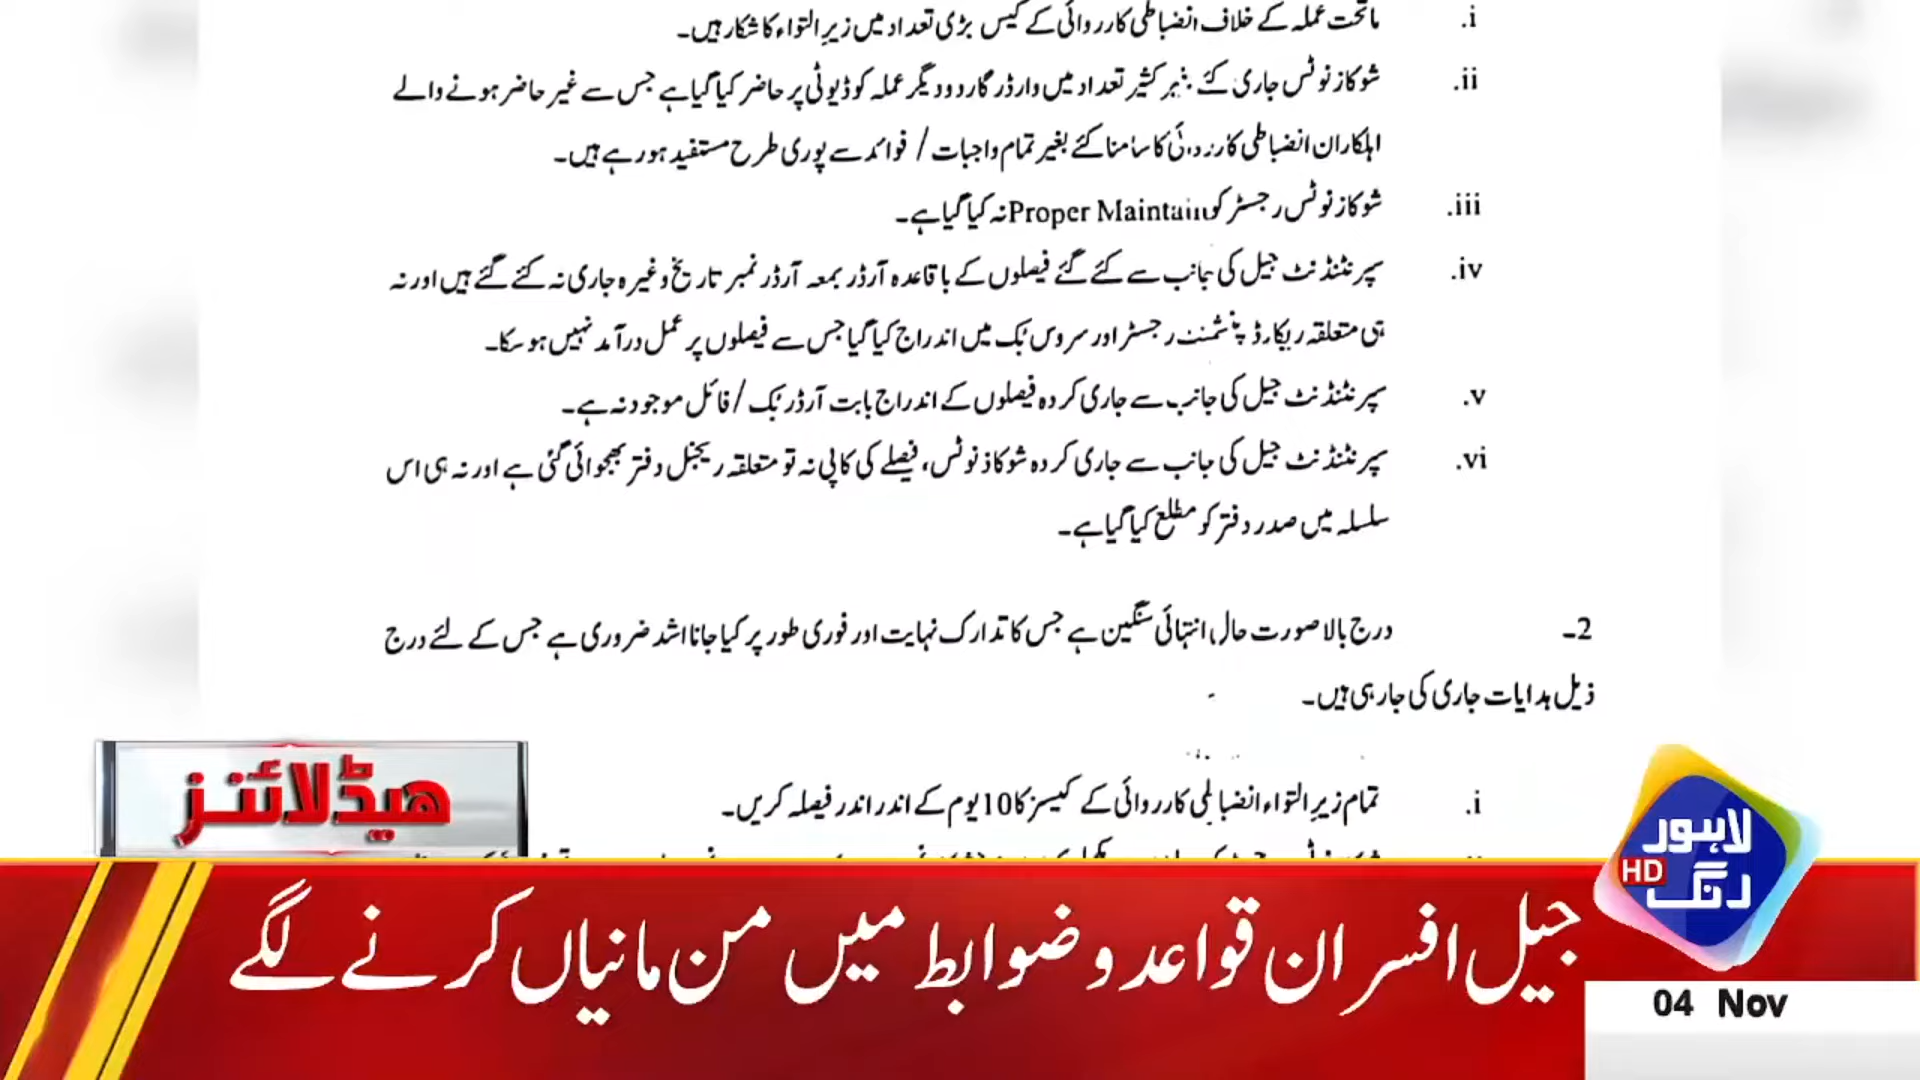 i. ماتحت عملہ کے خلاف انضباطی کارروائی کے کیس بڑی تعداد میں زیرِ التواء کا شکار ہیں۔
ii. شوکاز نوٹس جاری کئے بغیر کثیر تعداد میں وارڈر گارد و دیگر عملہ کو ڈیوٹی پر حاضر کیا گیا ہے جس سے غیر حاضر ہونے والے
اہلکاران انضباطی کارروائی کا سامنا کئے بغیر تمام واجبات / فوائد سے پوری طرح مستفید ہو رہے ہیں۔
iii. شوکاز نوٹس رجسٹر کو Proper Maintain نہ کیا گیا ہے۔
iv. سپرنٹنڈنٹ جیل کی جانب سے کئے گئے فیصلوں کے باقاعدہ آرڈر بمعہ آرڈر نمبر تاریخ وغیرہ جاری نہ کئے گئے ہیں اور نہ
ہی متعلقہ ریکارڈ پنشمنٹ رجسٹر اور سروس بک میں اندراج کیا گیا جس سے فیصلوں پر عمل درآمد نہیں ہو سکا۔
v. سپرنٹنڈنٹ جیل کی جانب سے جاری کردہ فیصلوں کے اندراج بابت آرڈر بک / فائل موجود نہ ہے۔
vi. سپرنٹنڈنٹ جیل کی جانب سے جاری کردہ شوکاز نوٹس، فیصلے کی کاپی نہ تو متعلقہ ریجنل دفتر بھجوائی گئی ہے اور نہ ہی اس
سلسلہ میں صدر دفتر کو مطلع کیا گیا ہے۔
2۔ درج بالا صورت حال انتہائی سنگین ہے جس کا تدارک نہایت اور فوری طور پر کیا جانا اشد ضروری ہے جس کے لئے درج
ذیل ہدایات جاری کی جا رہی ہیں۔
i. تمام زیرِ التواء انضباطی کارروائی کے کیسز کا 10 یوم کے اندر اندر فیصلہ کریں۔
ہیڈلائنز
لاہور
رنگ HD
جیل افسران قواعد و ضوابط میں من مانیاں کرنے لگے
04 Nov